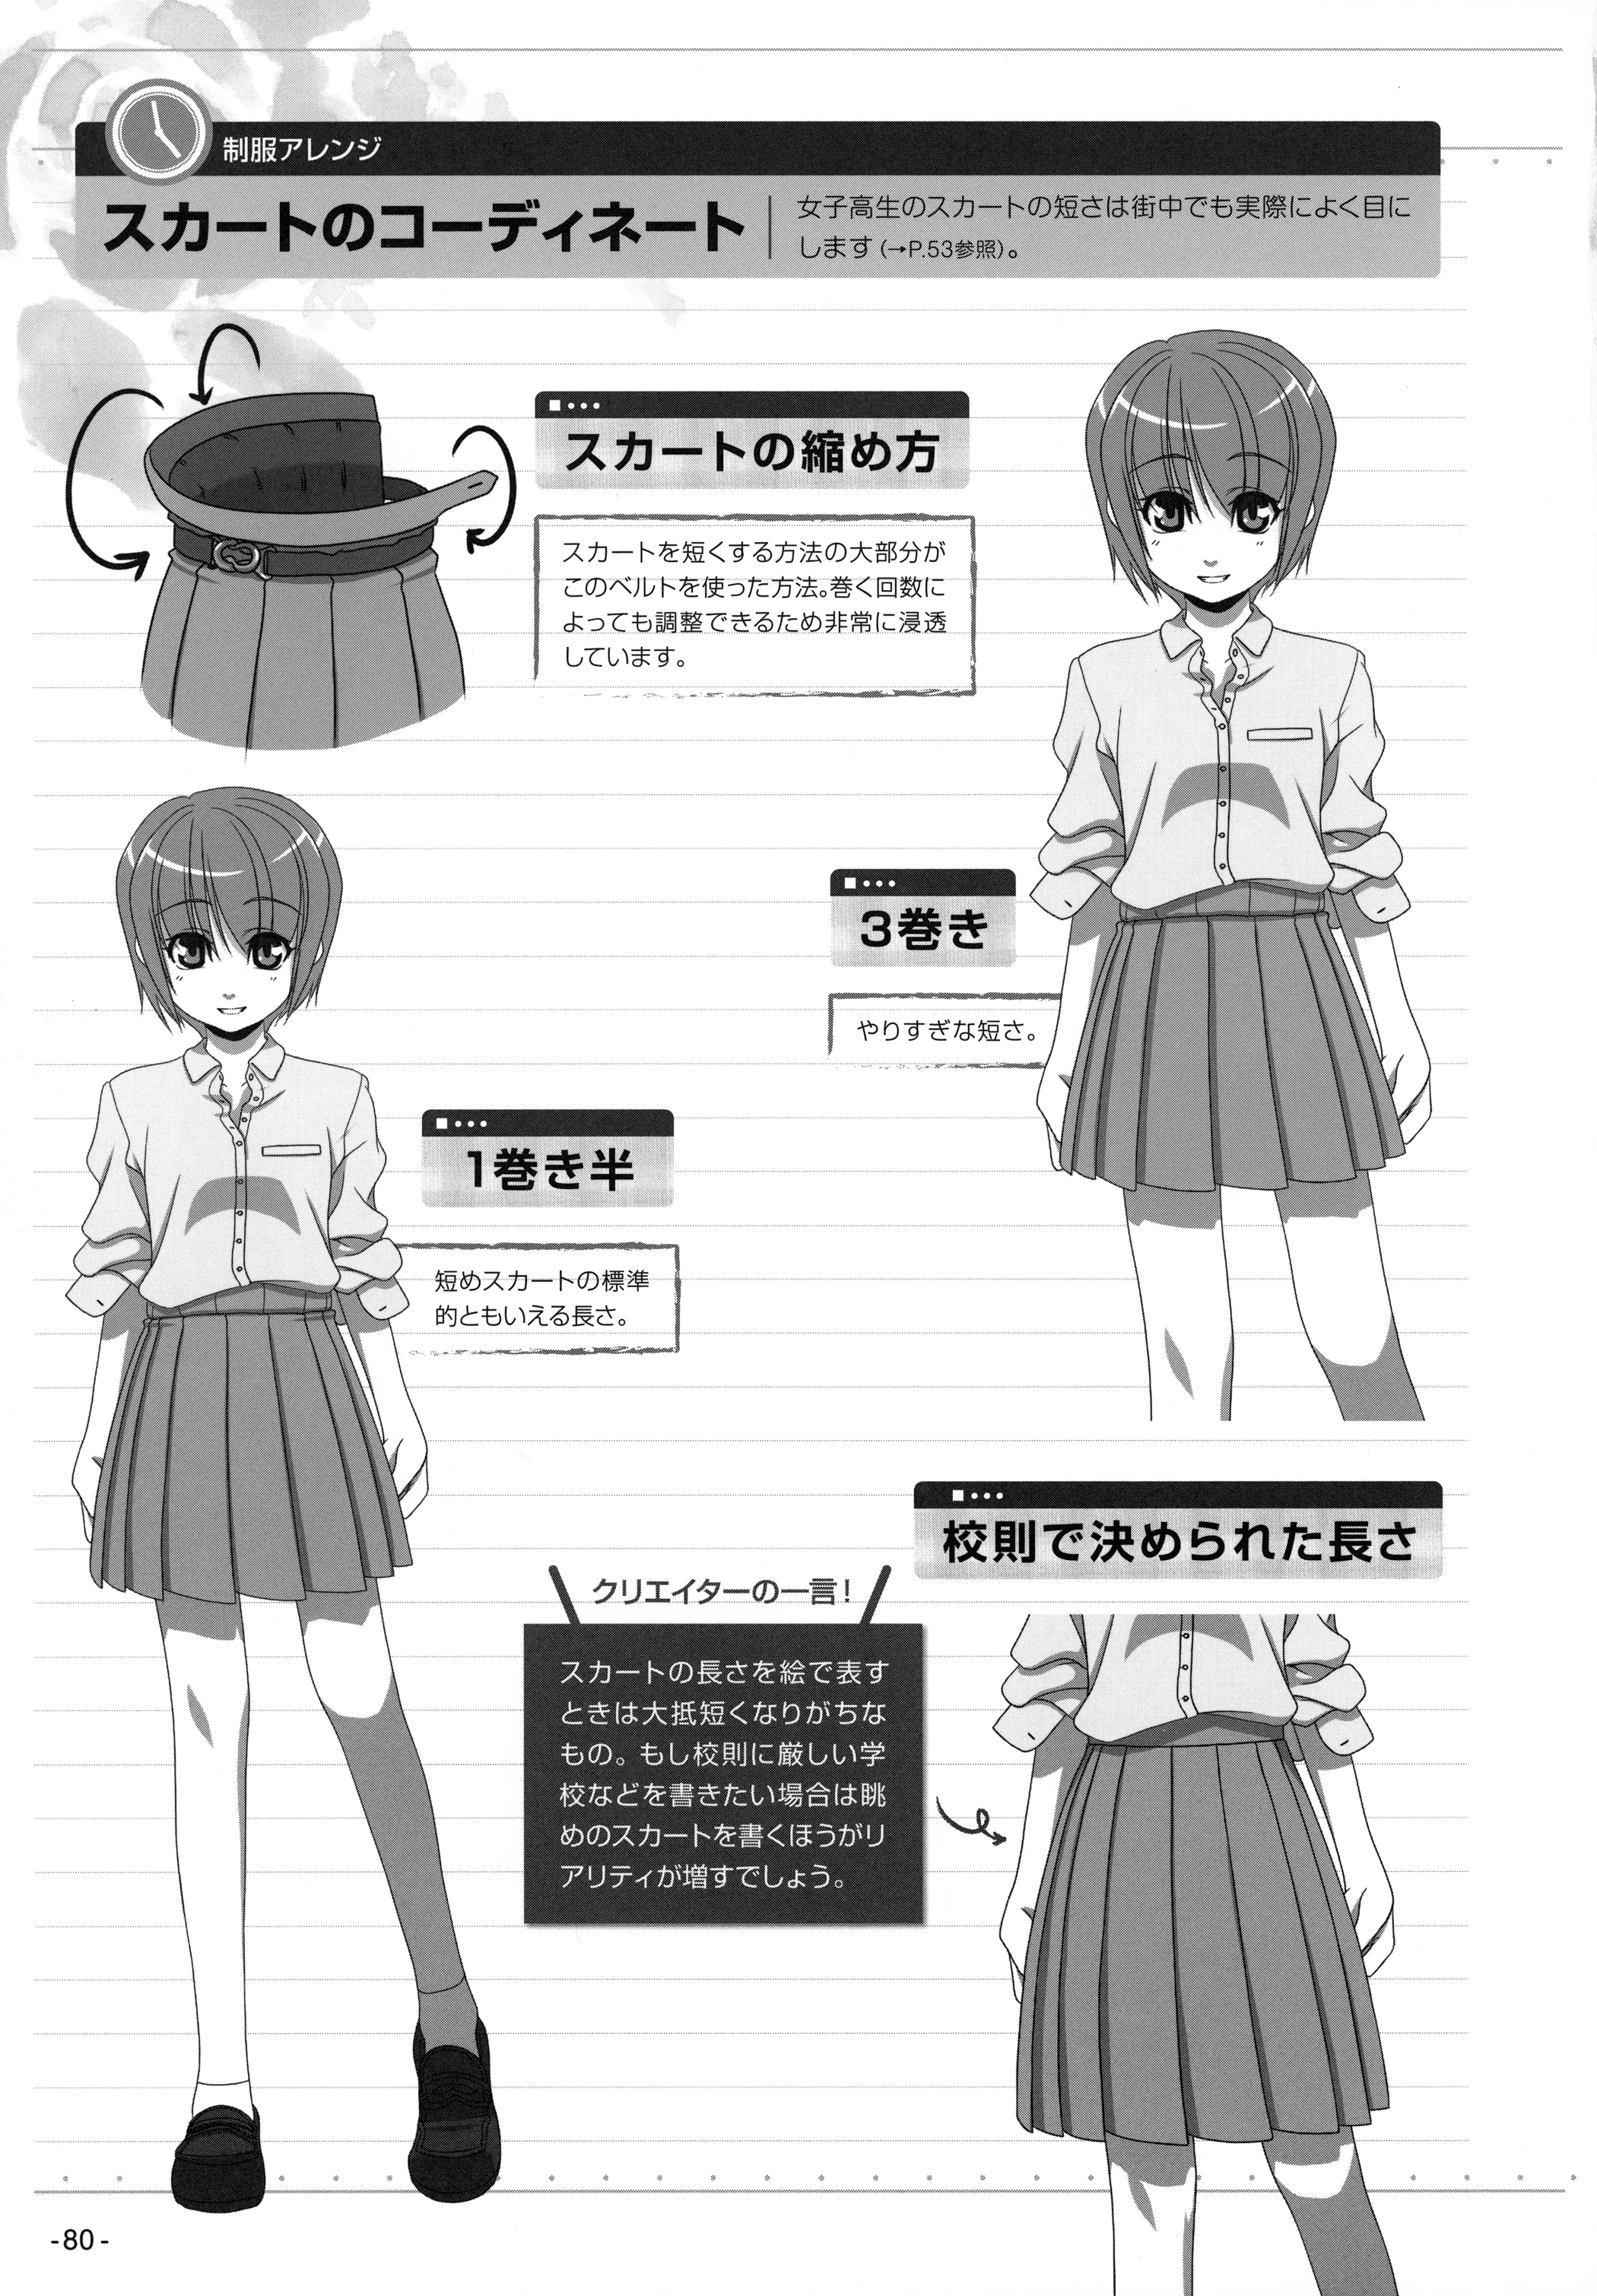 制服アレンジ
スカートのコーディネート
女子高生のスカートの短さは街中でも実際によく目に
します（→P.53参照）。
スカートの縮め方
スカートを短くする方法の大部分が
このベルトを使った方法。巻く回数に
よっても調整できるため非常に浸透
しています。
3巻き
やりすぎな短さ。
1巻き半
短めスカートの標準
的ともいえる長さ。
校則で決められた長さ
クリエイターの一言！
スカートの長さを絵で表す
ときは大抵短くなりがちな
もの。もし校則に厳しい学
校などを書きたい場合は眺
めのスカートを書くほうがリ
アリティが増すでしょう。
-80-